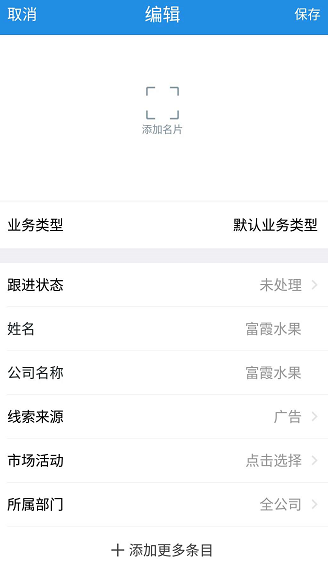 取消 编辑 保存
添加名片
业务类型 默认业务类型
跟进状态 未处理
姓名 富霞水果
公司名称 富霞水果
线索来源 广告
市场活动 点击选择
所属部门 全公司
添加更多条目